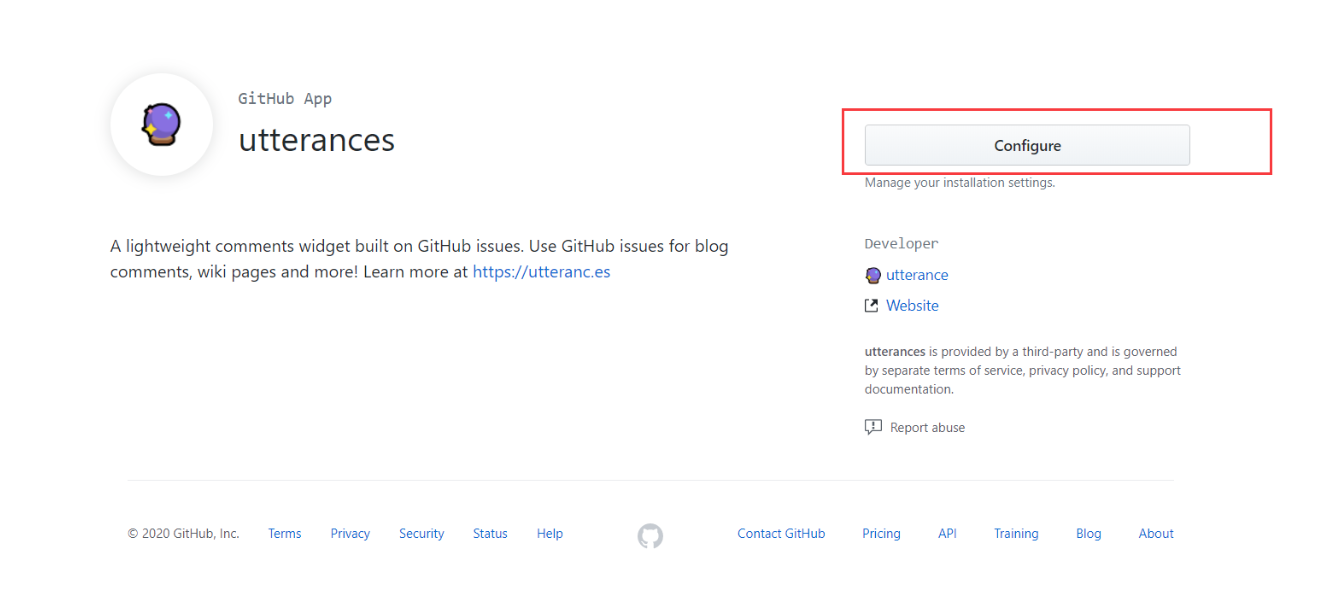 GitHub App
utterances
Configure
Manage your installation settings.
A lightweight comments widget built on GitHub issues. Use GitHub issues for blog
comments, wiki pages and more! Learn more at https://utteranc.es
Developer
utterance
Website
utterances is provided by a third-party and is governed
by separate terms of service, privacy policy, and support
documentation.
Report abuse
© 2020 GitHub, Inc. Terms Privacy Security Status Help Contact GitHub Pricing API Training Blog About